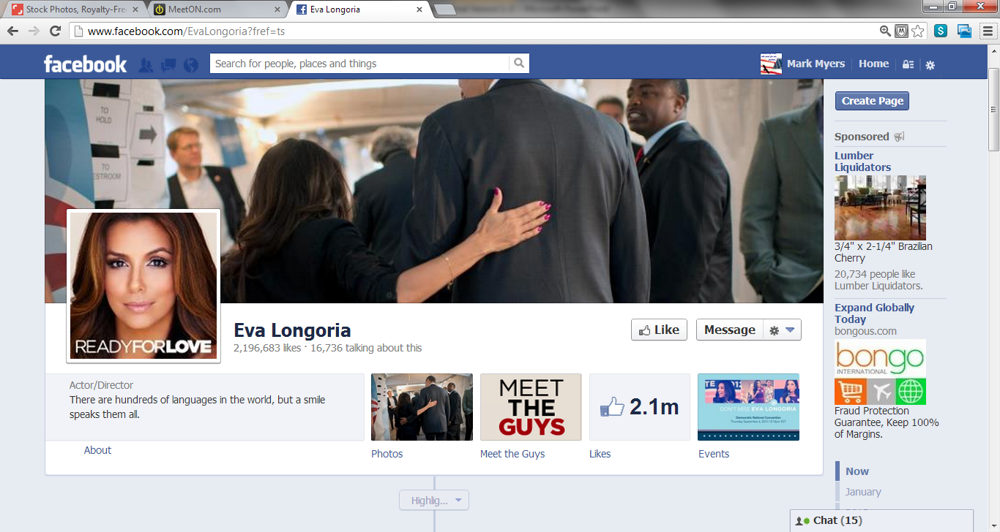 Stock Photos, Royalty-Fre
MeetON.com
Eva Longoria
www.facebook.com/EvaLongoria?fref=ts
facebook
Search for people, places and things
Mark Myers
Home
TO
HOLD
TO
Create Page
Sponsored
Lumber
Liquidators
3/4" x 2-1/4" Brazilian
Cherry
20,734 people like
Lumber Liquidators.
Expand Globally
Today
bongous.com
bongo
INTERNATIONAL
Fraud Protection
Guarantee, Keep 100%
of Margins.
READYFORLOVE
Eva Longoria
2,196,683 likes · 16,736 talking about this
Like
Message
Actor/Director
There are hundreds of languages in the world, but a smile
speaks them all.
About
Photos
MEET
THE
GUYS
Meet the Guys
2.1m
Likes
DON'T MISS EVA LONGORIA
Democratic National Convention
Events
Highlig...
Now
January
Chat (15)